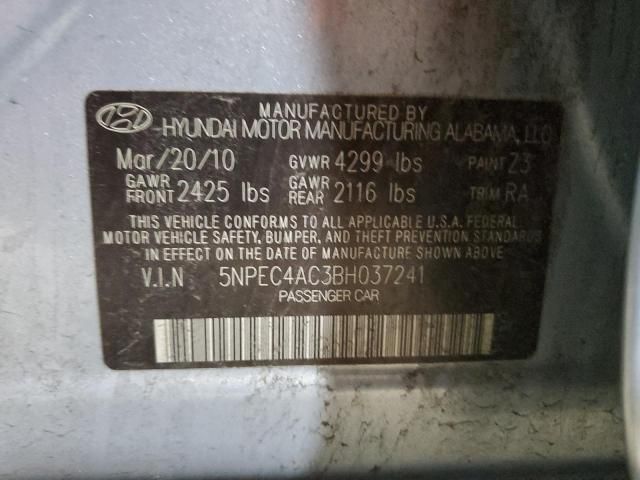 MANUFACTURED BY
HYUNDAI MOTOR MANUFACTURING ALABAMA, LLC
Mar/20/10 GVWR 4299 lbs PAINT Z3
GAWR FRONT 2425 lbs GAWR REAR 2116 lbs TRIM RA
THIS VEHICLE CONFORMS TO ALL APPLICABLE U.S.A. FEDERAL
MOTOR VEHICLE SAFETY, BUMPER, AND THEFT PREVENTION STANDARDS
IN EFFECT ON THE DATE OF MANUFACTURE SHOWN ABOVE.
V.I.N 5NPEC4AC3BH037241
PASSENGER CAR